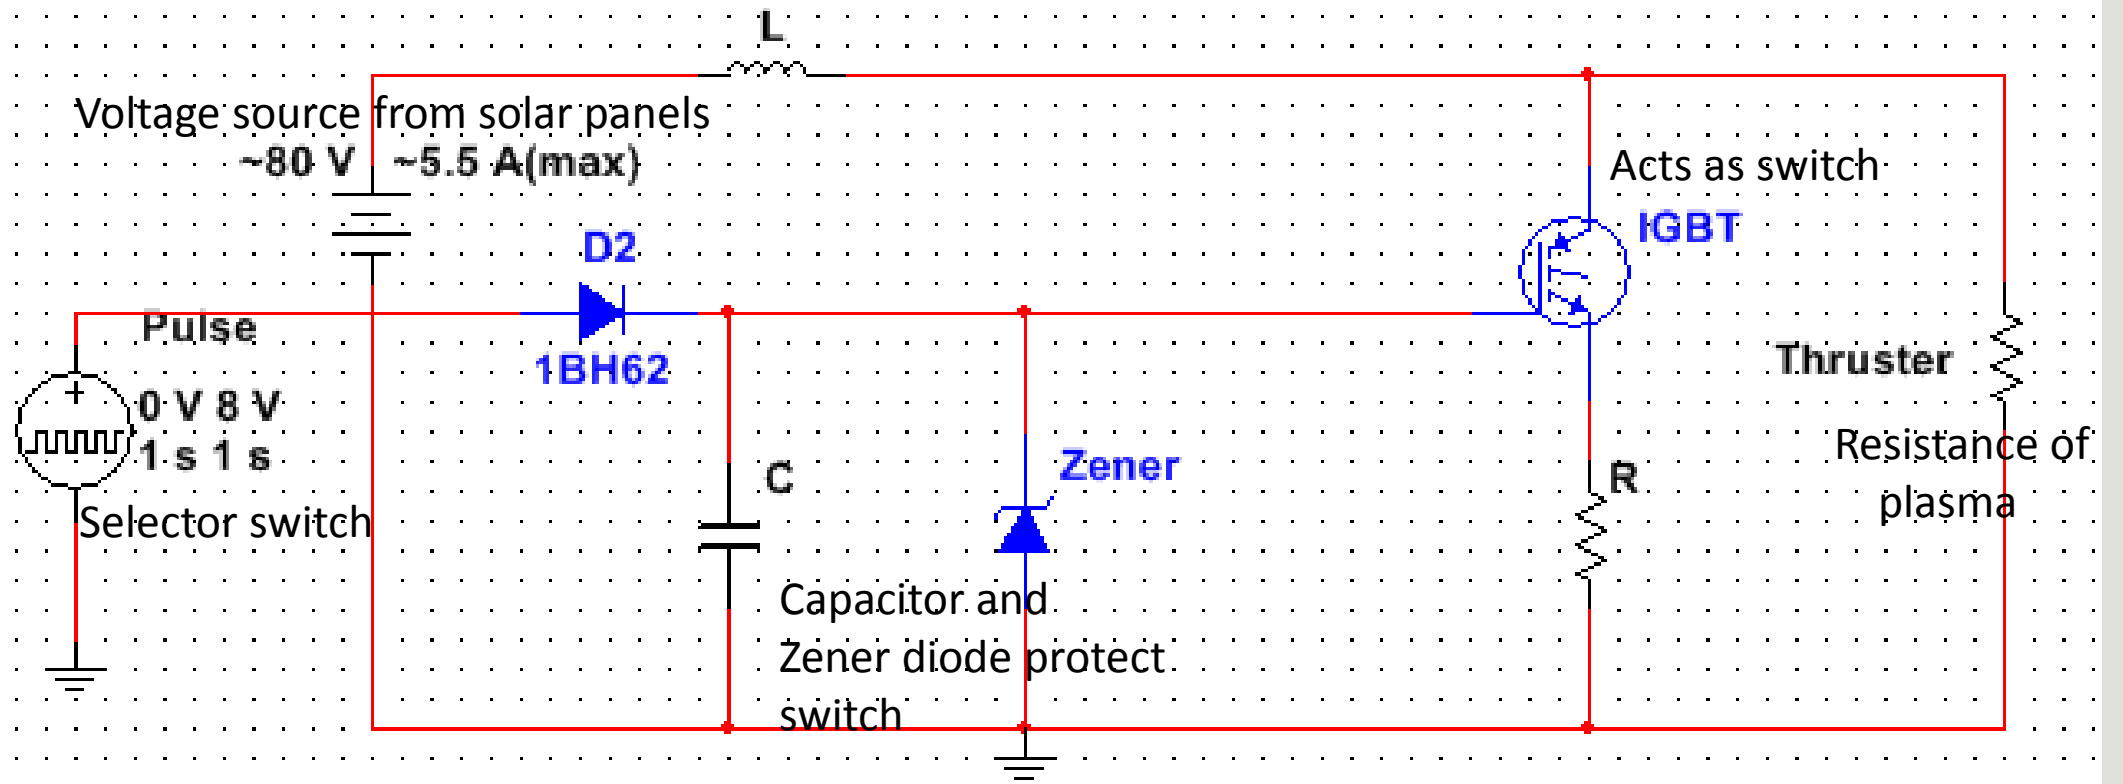 L
Voltage source from solar panels
~80 V ~5.5 A(max)
Acts as switch
IGBT
D2
Pulse
1BH62
Thruster
0 V 8 V
1 s 1 s
Resistance of
plasma
Zener
C
R
Selector switch
Capacitor and
Zener diode protect
switch